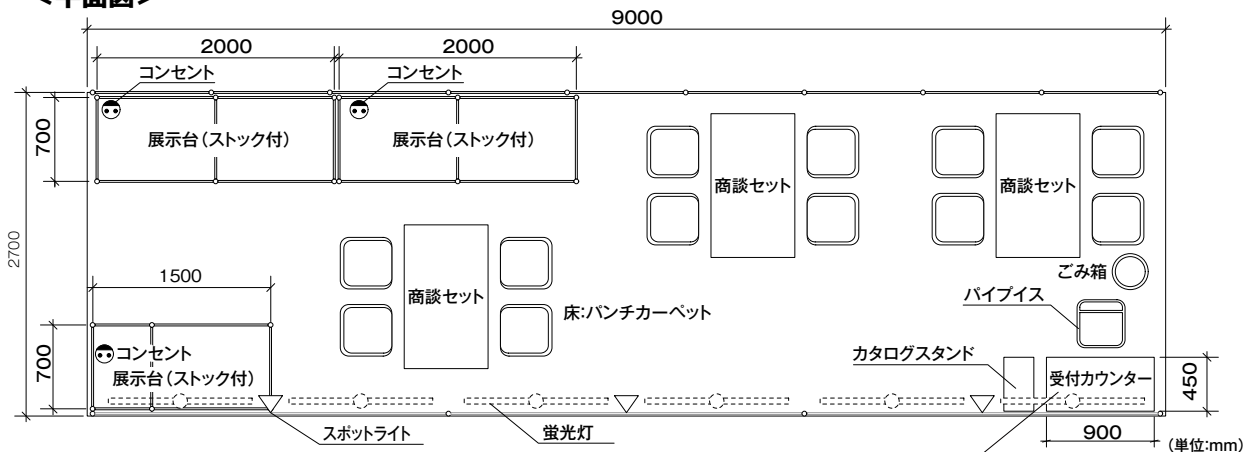 <平面図>
9000
2000
2000
コンセント
コンセント
700
展示台(ストック付)
展示台(ストック付)
商談セット
商談セット
2700
1500
商談セット
床:パンチカーペット
ごみ箱
パイプイス
700
コンセント
展示台(ストック付)
カタログスタンド
受付カウンター
450
スポットライト
蛍光灯
900
(単位:mm)